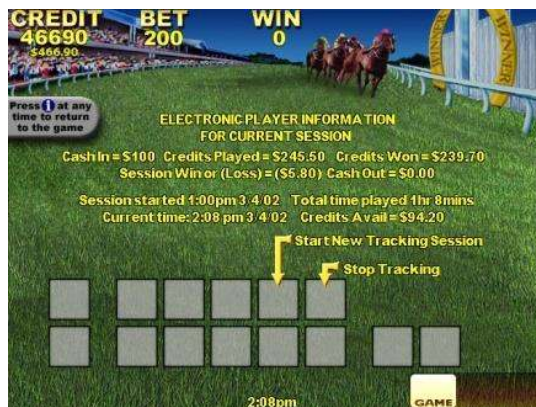 CREDIT BET WIN
46690 200 0
$466.90
WINNER WINNER
Press i at any
time to return
to the game
ELECTRONIC PLAYER INFORMATION
FOR CURRENT SESSION
Cash In = $100 Credits Played = $245.50 Credits Won = $239.70
Session Win or (Loss) = ($5.80) Cash Out = $0.00
Session started 1:00pm 3/4/02 Total time played 1hr 8mins
Current time: 2:08 pm 3/4/02 Credits Avail = $94.20
Start New Tracking Session
Stop Tracking
2:08pm
GAME